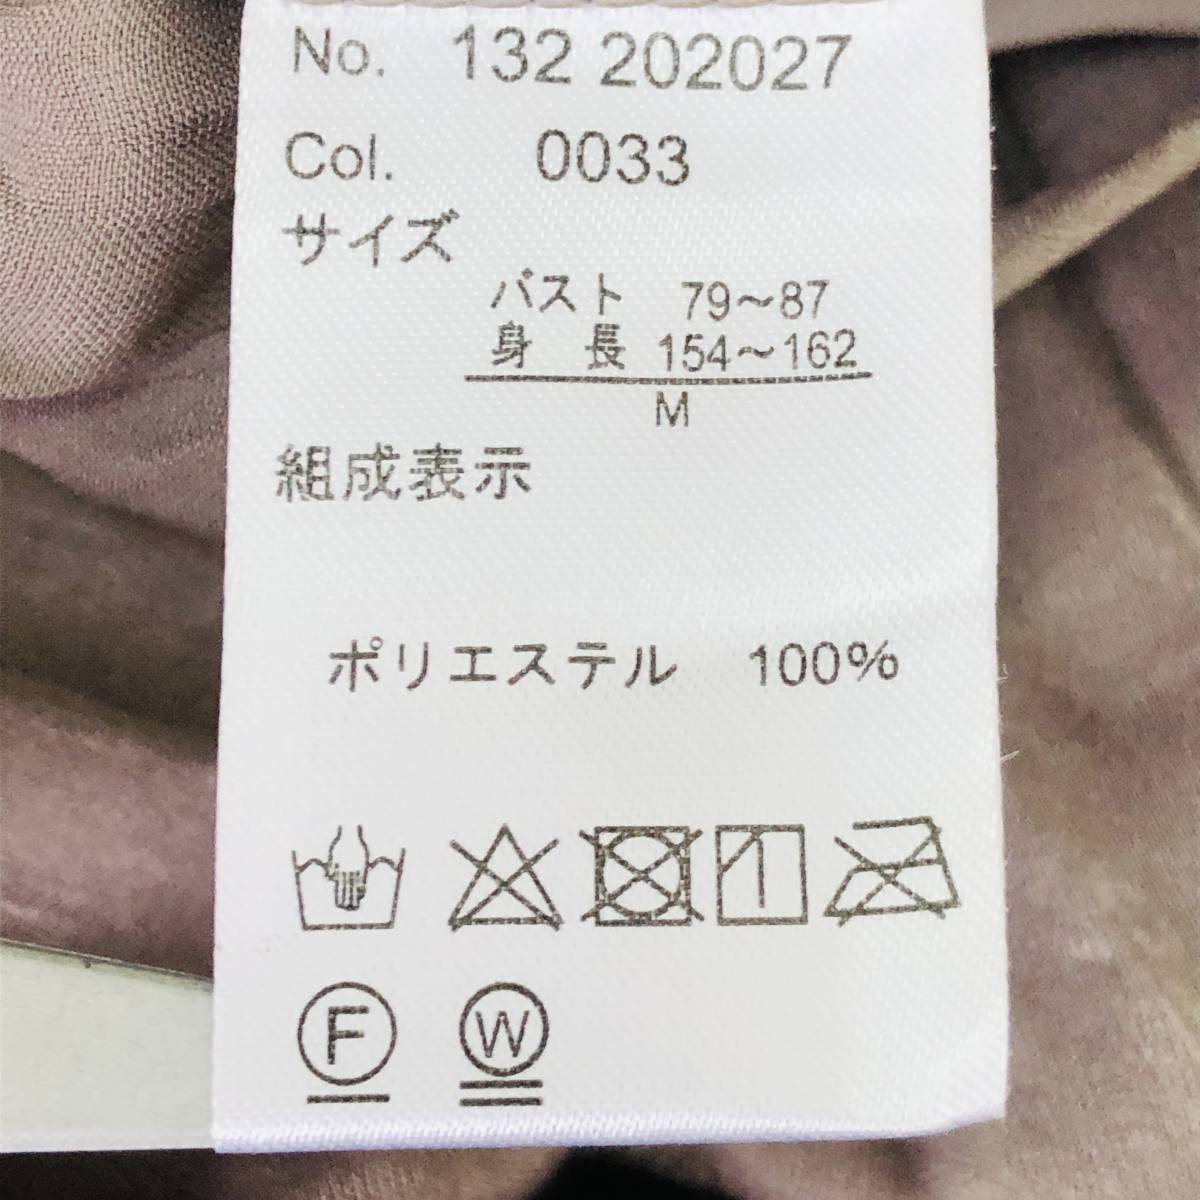 No. 132 202027
Col. 0033
サイズ
バスト 79～87
身 長 154～162
M
組成表示
ポリエステル 100%
F W